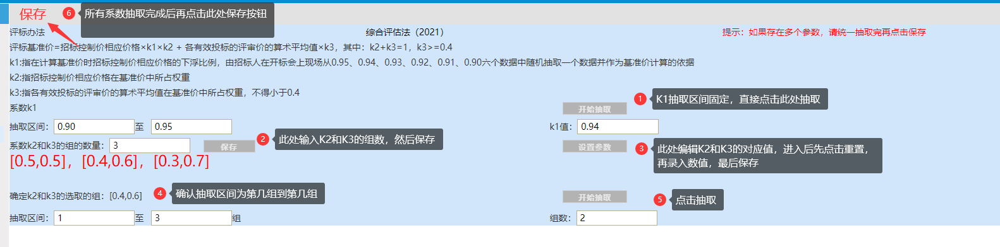 保存
6
所有系数抽取完成后再点击此处保存按钮
评标办法
综合评估法（2021）
提示：如果存在多个参数，请统一抽取完再点击保存
评标基准价=招标控制价相应价格×k1×k2 + 各有效投标的评审价的算术平均值×k3，其中：k2+k3=1，k3>=0.4
k1:指在计算基准价时招标控制价相应价格的下浮比例，由招标人在开标会上现场从0.95、0.94、0.93、0.92、0.91、0.90六个数据中随机抽取一个数据并作为基准价计算的依据
k2:指招标控制价相应价格在基准价中所占权重
k3:指各有效投标的评审价的算术平均值在基准价中所占权重，不得小于0.4
1
K1抽取区间固定，直接点击此处抽取
系数k1
开始抽取
抽取区间：
0.90
至
0.95
k1值：
0.94
系数k2和k3的组的数量：
3
保存
2
此处输入K2和K3的组数，然后保存
设置参数
3
此处编辑K2和K3的对应值，进入后先点击重置，
再录入数值，最后保存
[0.5,0.5]，[0.4,0.6]，[0.3,0.7]
确定k2和k3的选取的组：[0.4,0.6]
4
确认抽取区间为第几组到第几组
开始抽取
5
点击抽取
抽取区间：
1
至
3
组
组数：
2